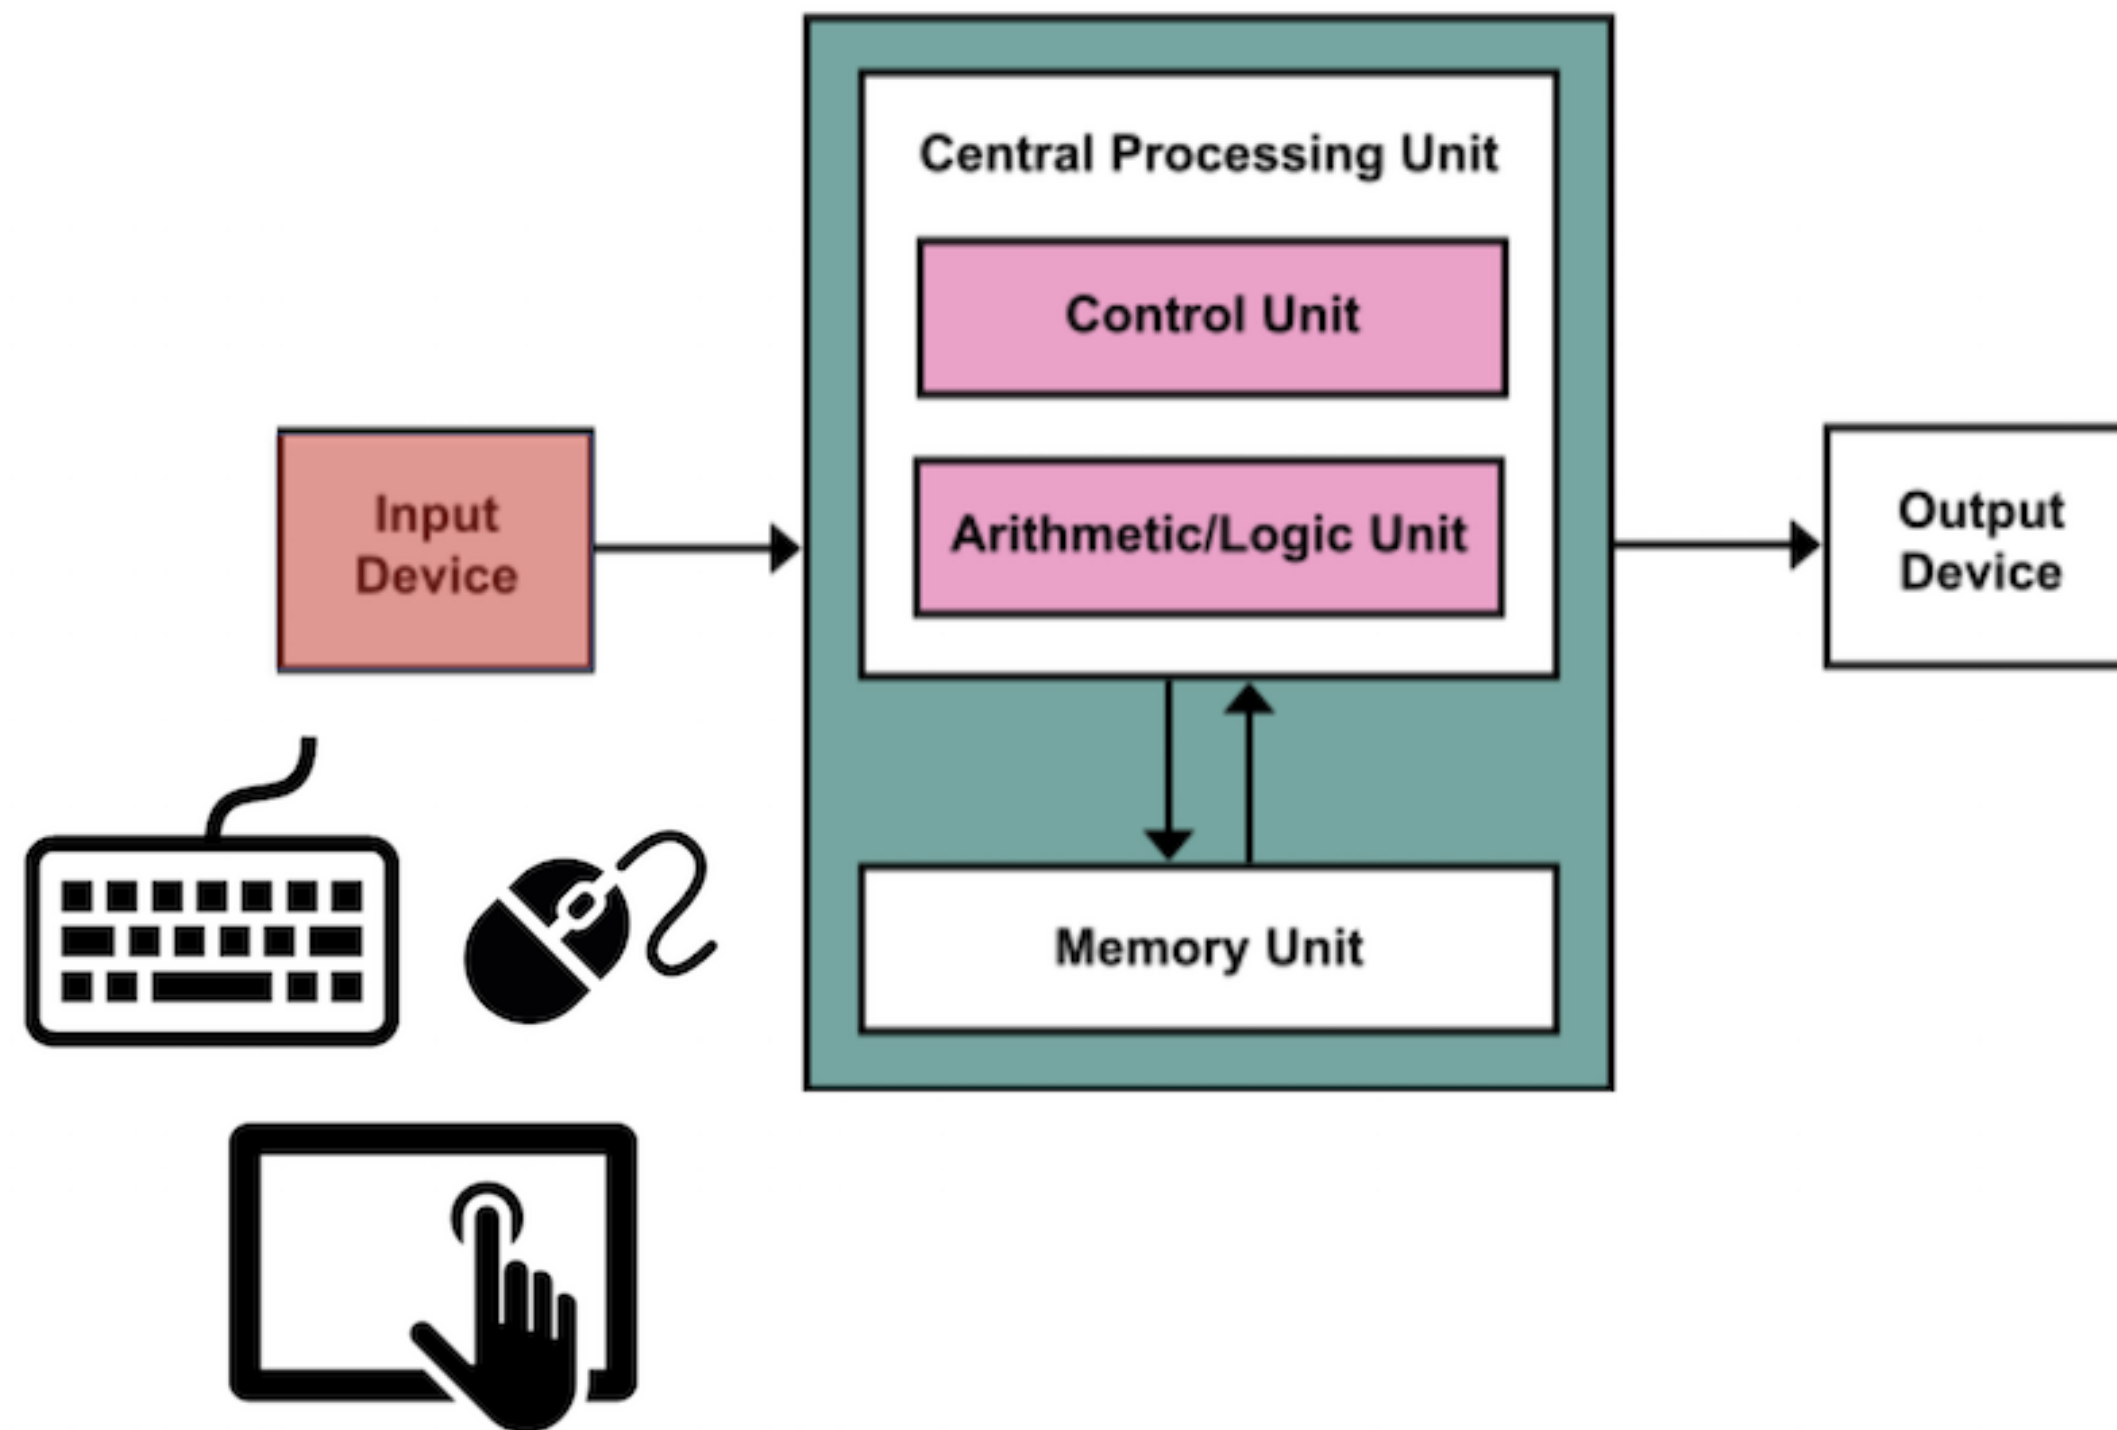 Central Processing Unit
Control Unit
Arithmetic/Logic Unit
Input
Device
Output
Device
Memory Unit